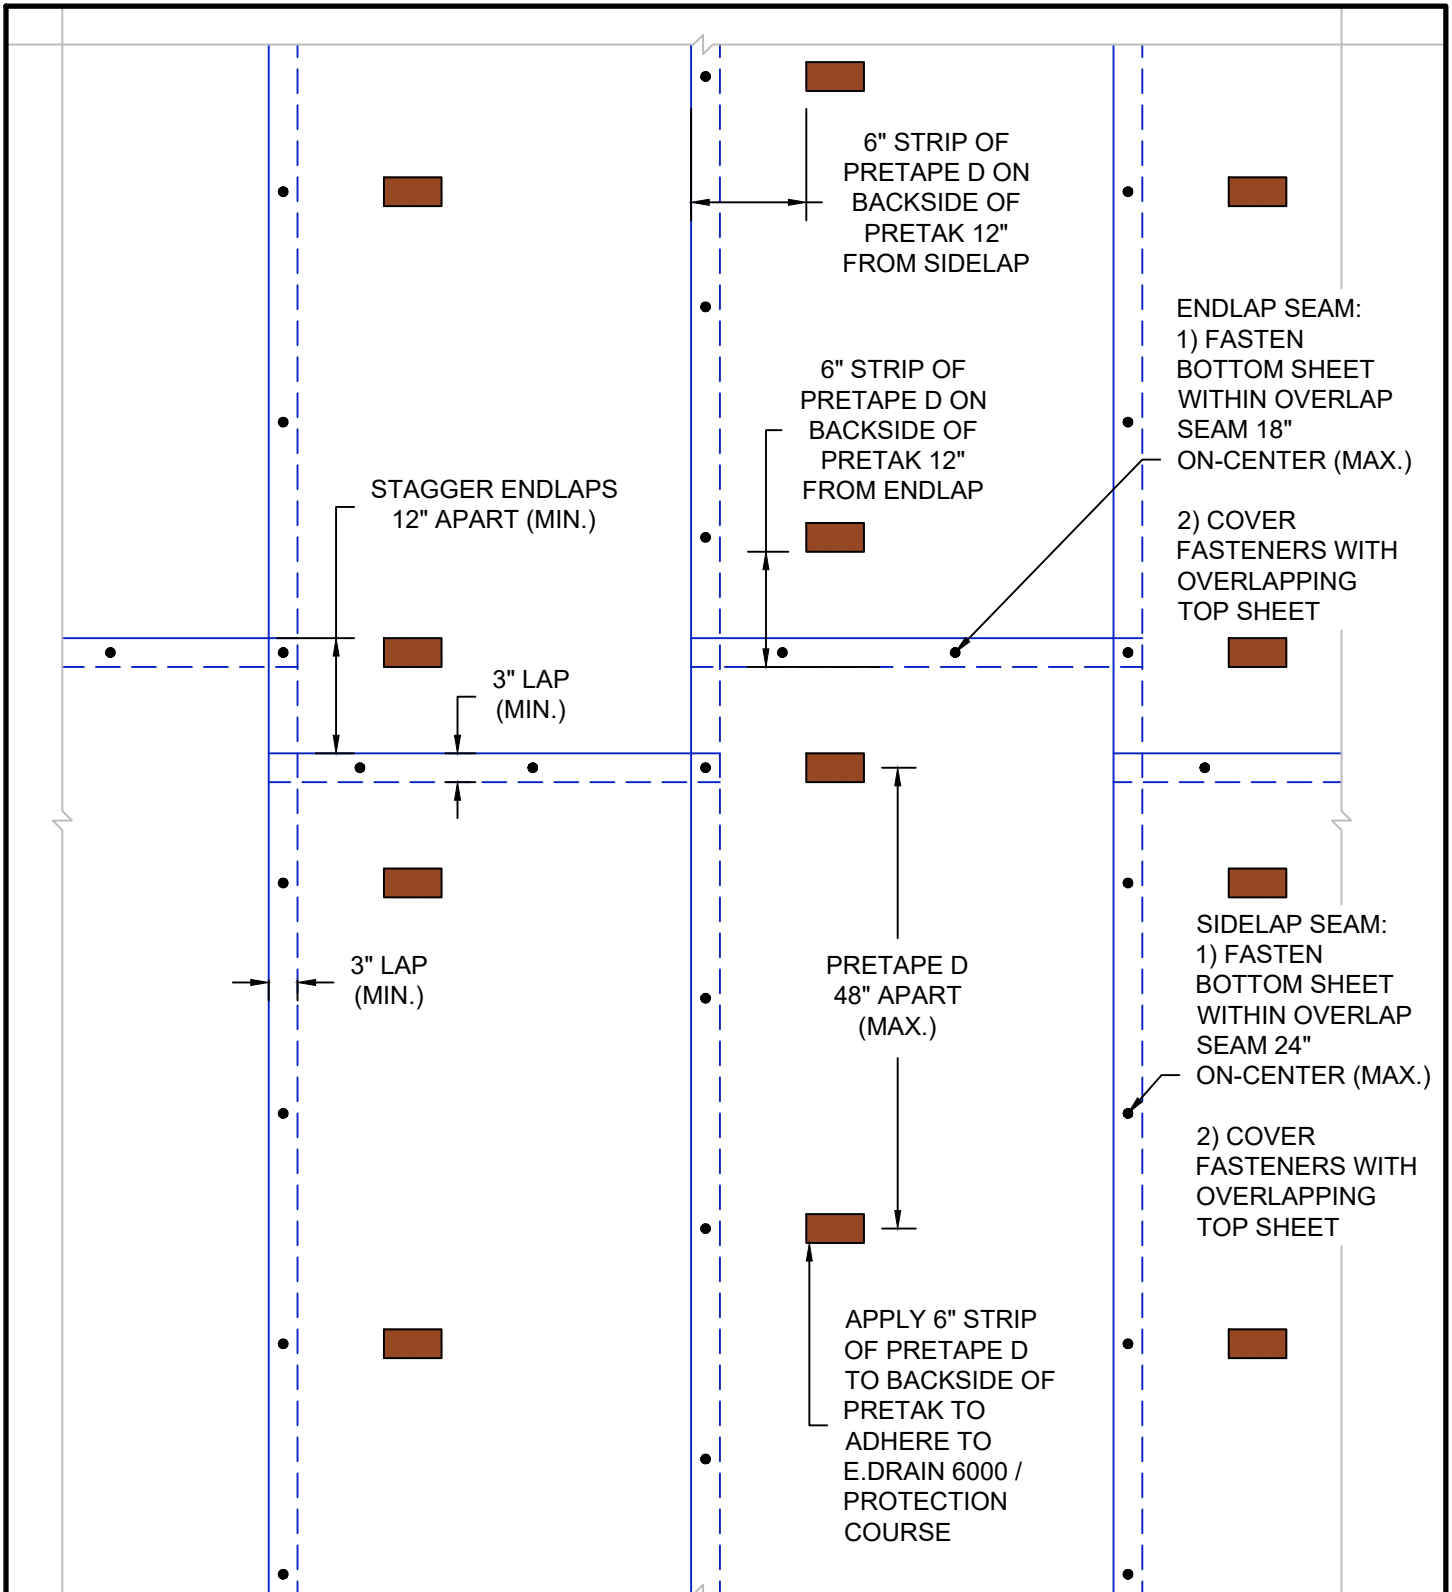 6" STRIP OF
PRETAPE D ON
BACKSIDE OF
PRETAK 12"
FROM SIDELAP
ENDLAP SEAM:
1) FASTEN
BOTTOM SHEET
WITHIN OVERLAP
SEAM 18"
ON-CENTER (MAX.)
2) COVER
FASTENERS WITH
OVERLAPPING
TOP SHEET
6" STRIP OF
PRETAPE D ON
BACKSIDE OF
PRETAK 12"
FROM ENDLAP
STAGGER ENDLAPS
12" APART (MIN.)
3" LAP
(MIN.)
3" LAP
(MIN.)
PRETAPE D
48" APART
(MAX.)
SIDELAP SEAM:
1) FASTEN
BOTTOM SHEET
WITHIN OVERLAP
SEAM 24"
ON-CENTER (MAX.)
2) COVER
FASTENERS WITH
OVERLAPPING
TOP SHEET
APPLY 6" STRIP
OF PRETAPE D
TO BACKSIDE OF
PRETAK TO
ADHERE TO
E.DRAIN 6000 /
PROTECTION
COURSE